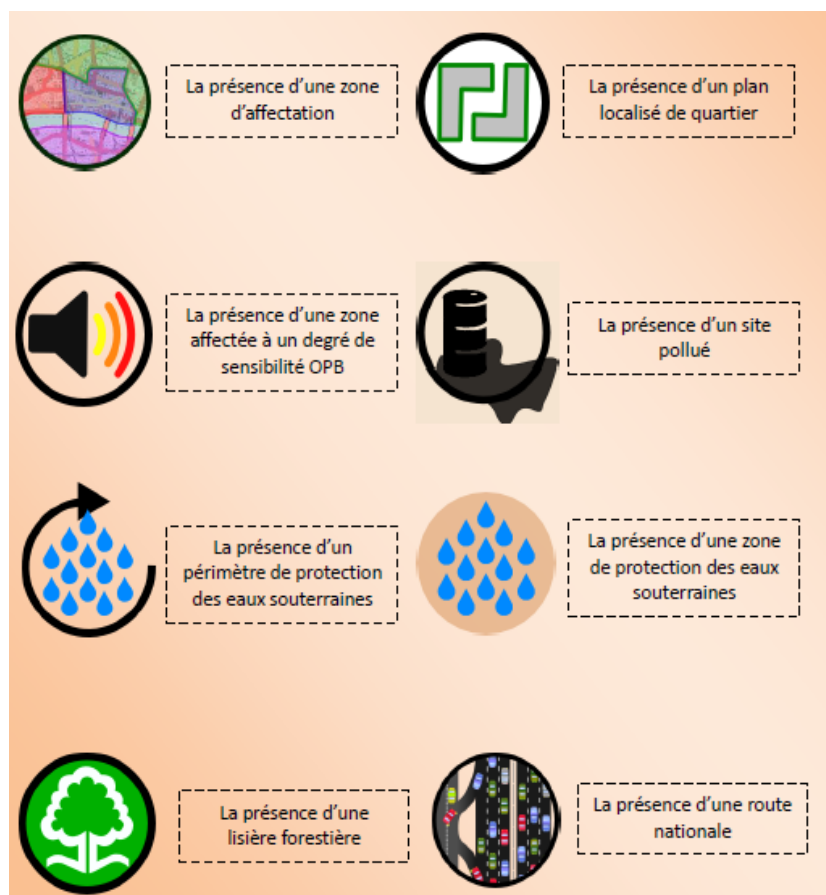 La présence d'une zone
d'affectation
La présence d'un plan
localisé de quartier
La présence d'une zone
affectée à un degré de
sensibilité OPB
La présence d'un site
pollué
La présence d'un
périmètre de protection
des eaux souterraines
La présence d'une zone
de protection des eaux
souterraines
La présence d'une
lisière forestière
La présence d'une route
nationale